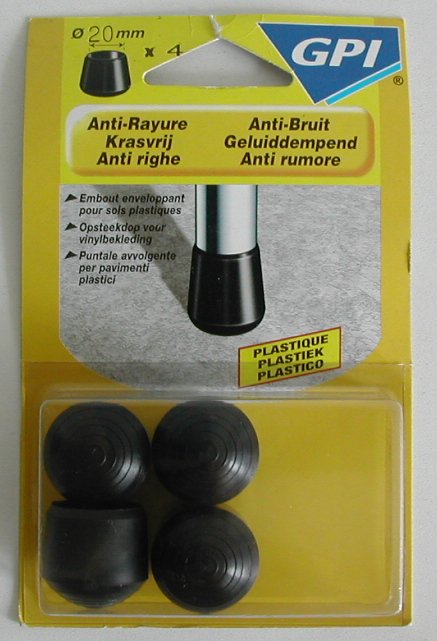 Ø 20 mm
x 4
GPI
®
Anti-Rayure
Krasvrij
Anti righe
Anti-Bruit
Geluiddempend
Anti rumore
Embout enveloppant
pour sols plastiques
Opsteekdop voor
vinylbekleding
Puntale avvolgente
per pavimenti
plastici
PLASTIQUE
PLASTIEK
PLASTICO